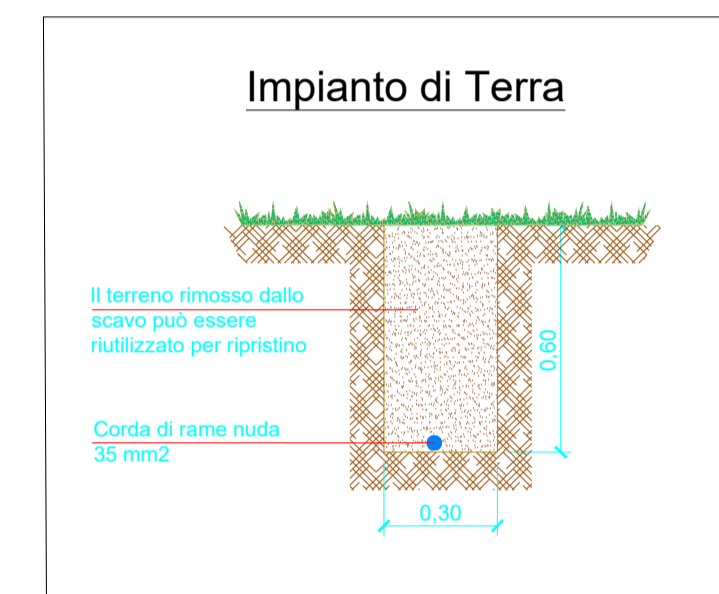 Impianto di Terra
Il terreno rimosso dallo
scavo può essere
riutilizzato per ripristino
0,60
Corda di rame nuda
35 mm2
0,30